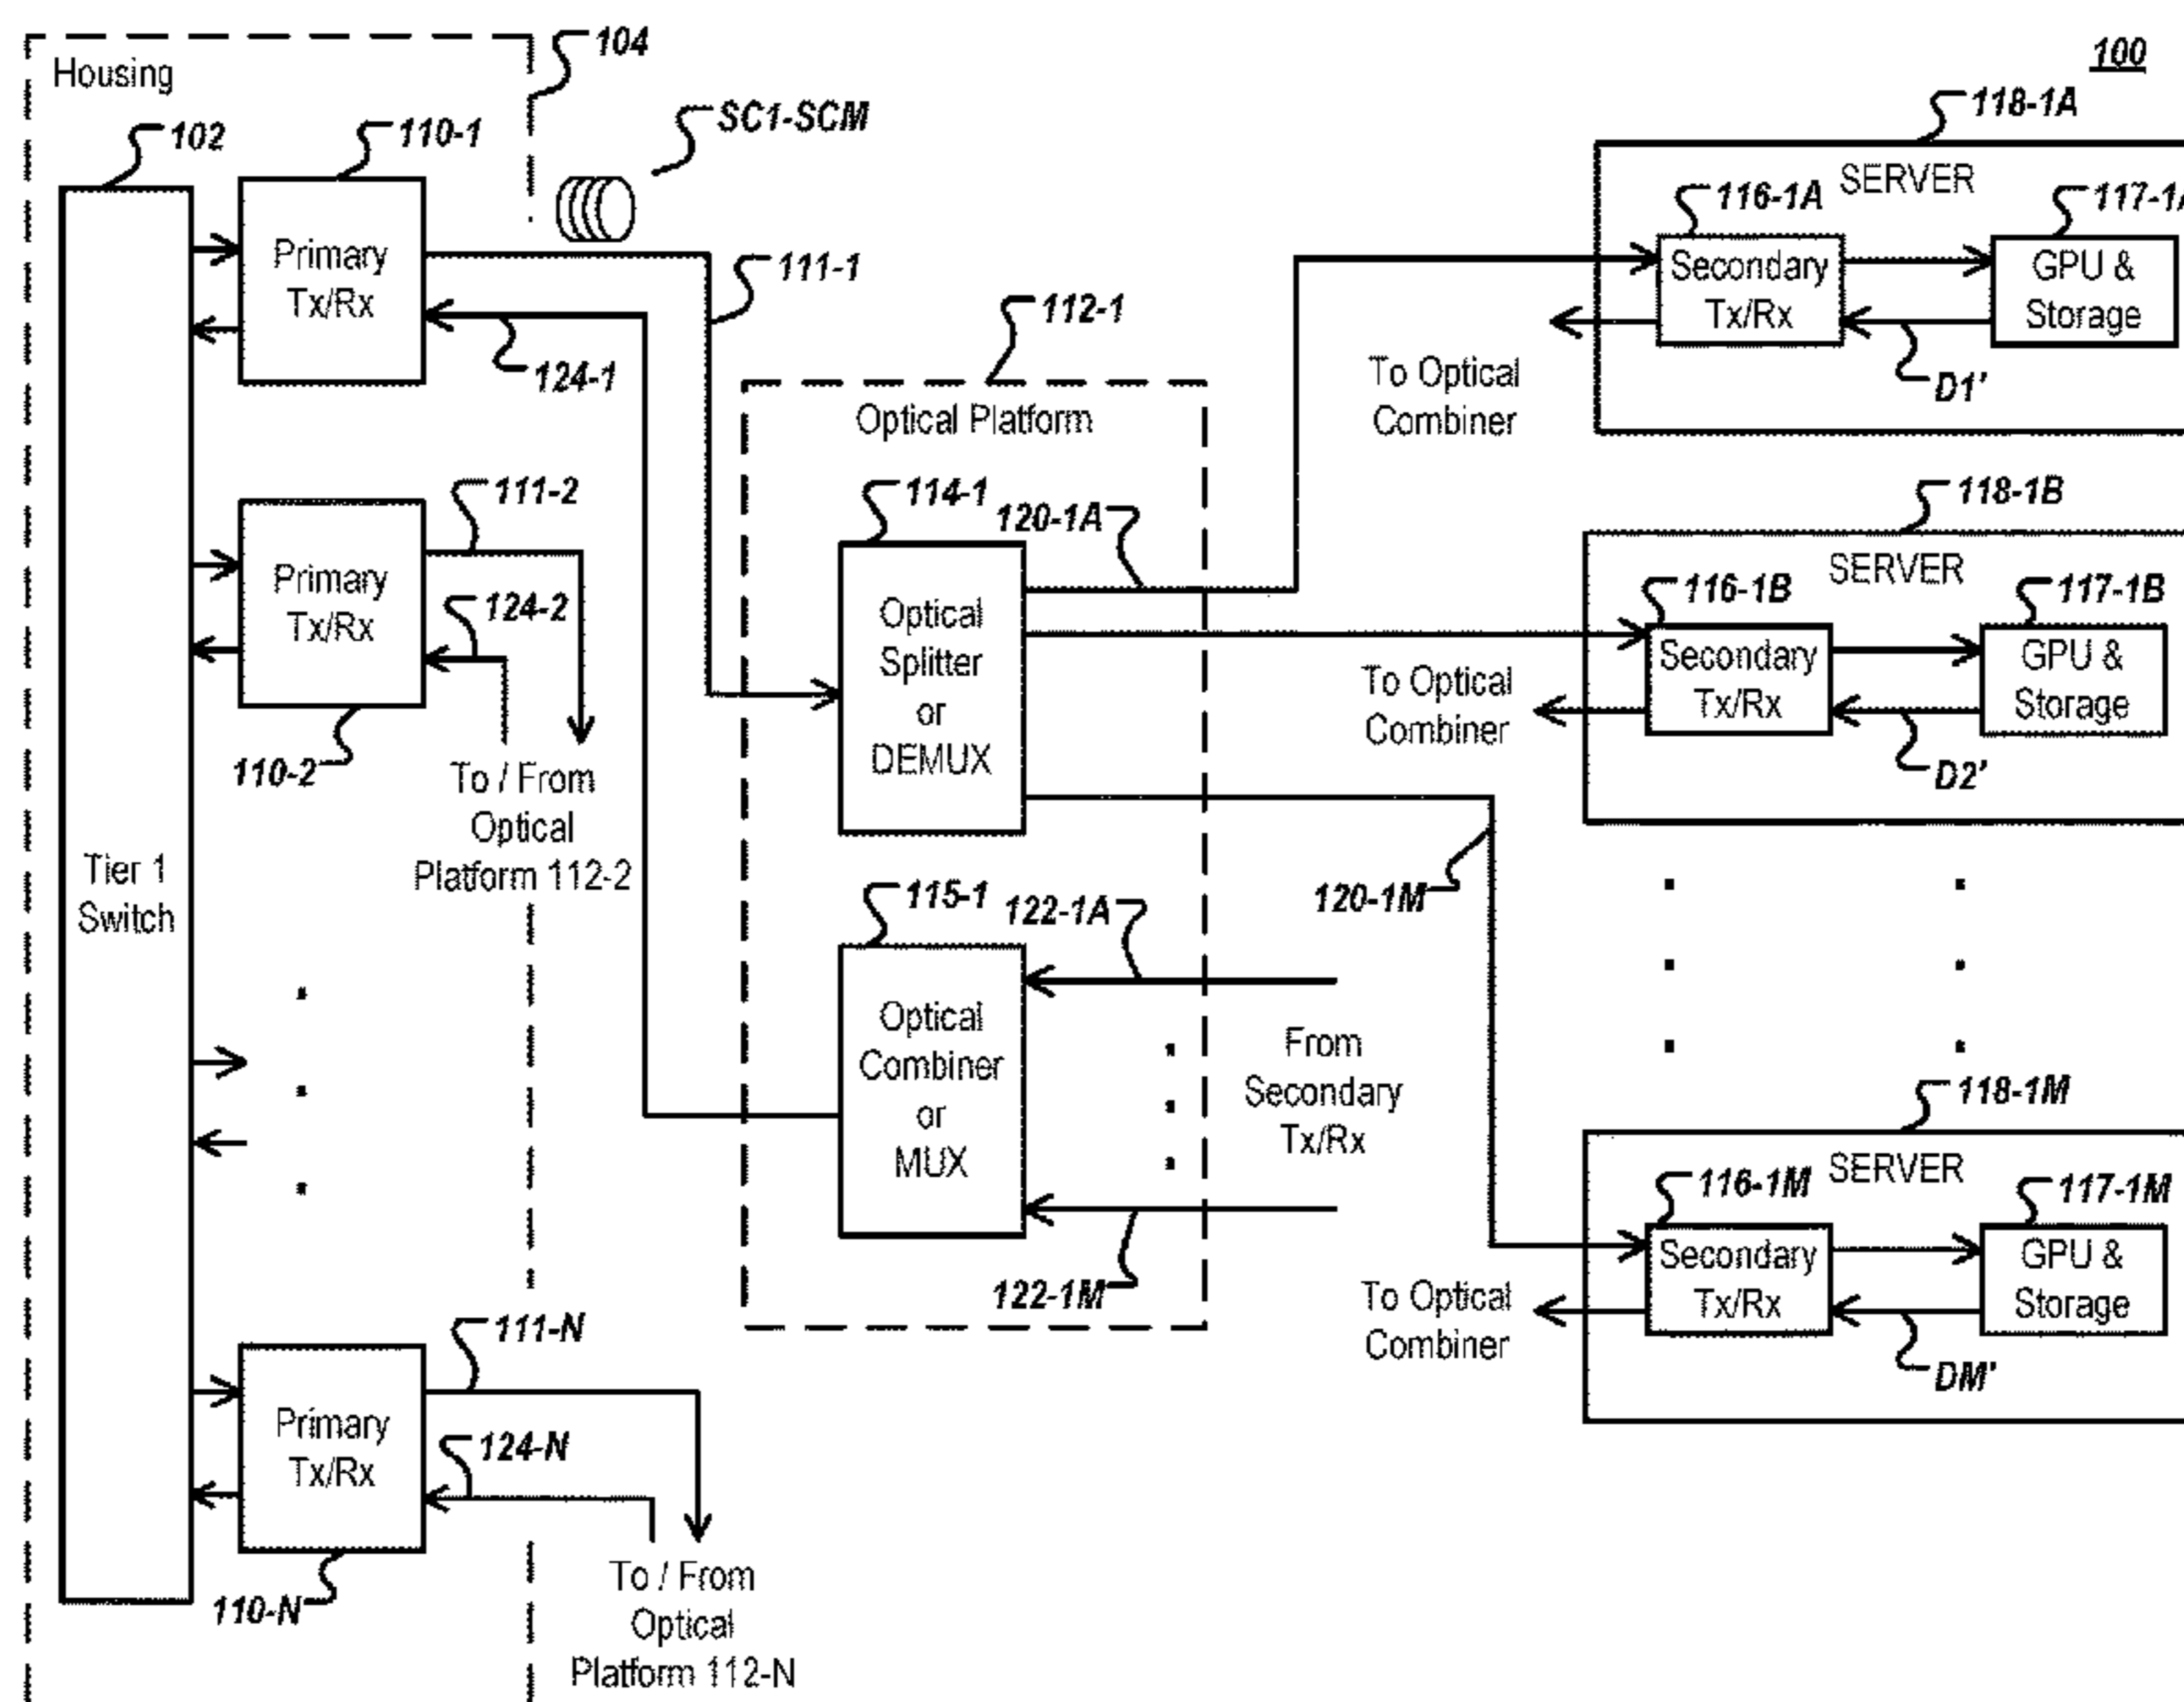 100
Housing
104
SC1-SCM
102
110-1
Primary
Tx/Rx
111-1
124-1
112-1
Optical Platform
118-1A
SERVER
116-1A
Secondary
Tx/Rx
GPU &
Storage
D1'
To Optical
Combiner
111-2
Primary
Tx/Rx
124-2
110-2
To / From
Optical
Platform 112-2
114-1
120-1A
Optical
Splitter
or
DEMUX
118-1B
SERVER
116-1B
117-1B
Secondary
Tx/Rx
GPU &
Storage
D2'
To Optical
Combiner
Tier 1
Switch
120-1M
115-1
122-1A
Optical
Combiner
or
MUX
From
Secondary
Tx/Rx
122-1M
118-1M
SERVER
116-1M
117-1M
Secondary
Tx/Rx
GPU &
Storage
DM'
To Optical
Combiner
111-N
Primary
Tx/Rx
124-N
110-N
To / From
Optical
Platform 112-N